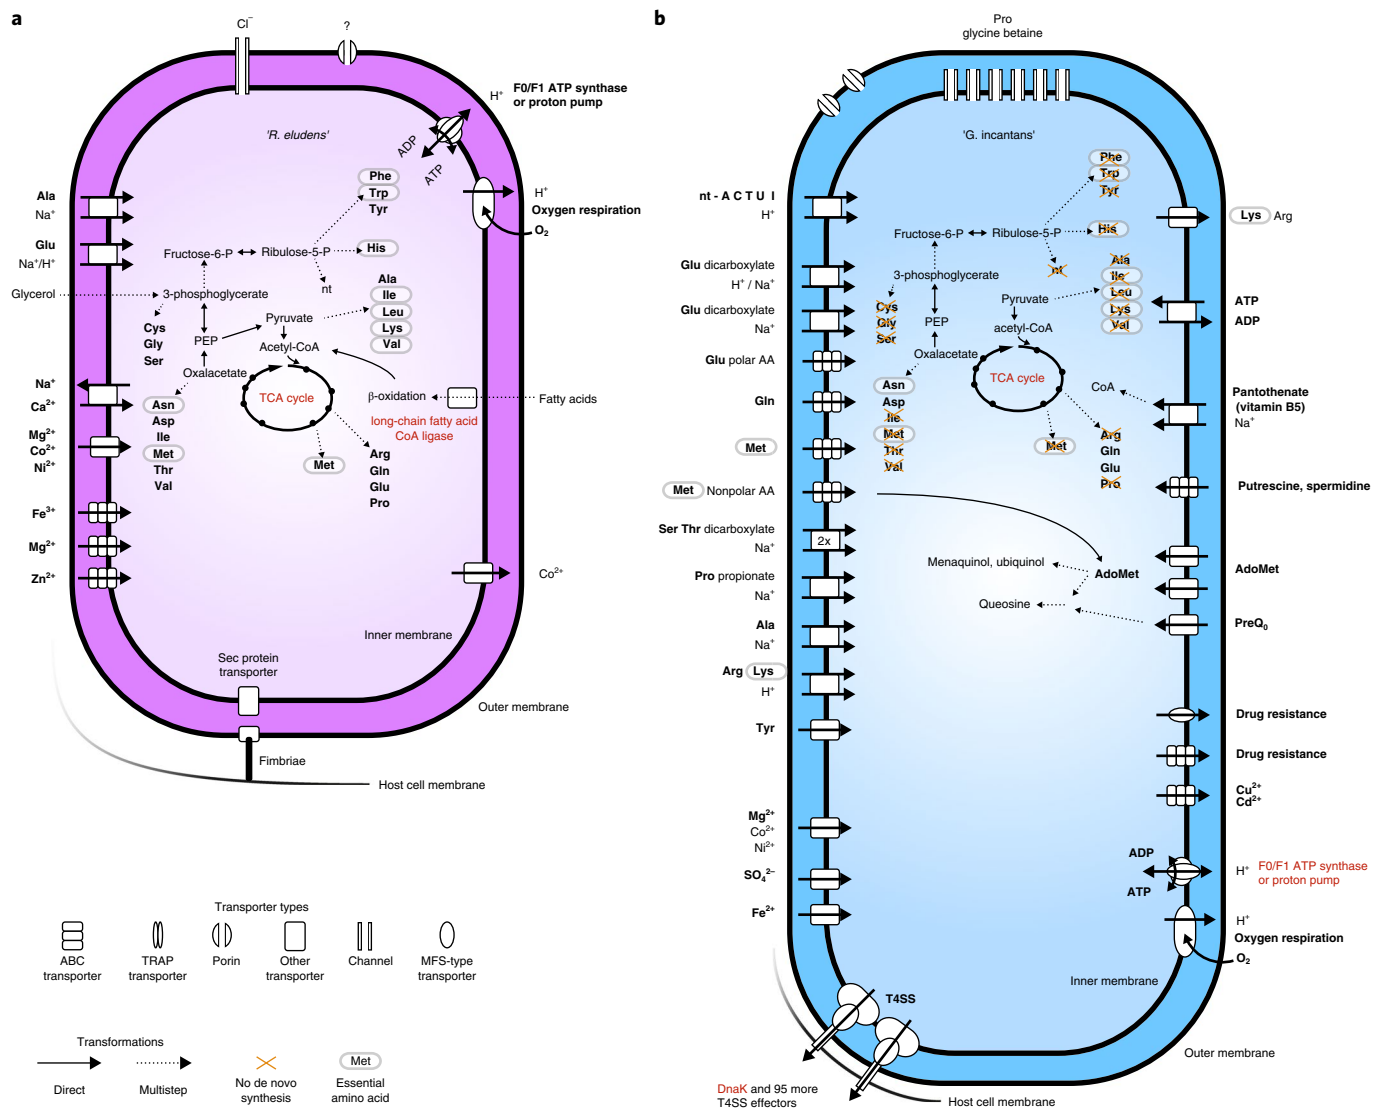 a
Cl⁻
?
H⁺
F0/F1 ATP synthase
or proton pump
'R. eludens'
ADP
ATP
Phe
Trp
Tyr
Ala
Na⁺
H⁺
Oxygen respiration
O₂
Glu
Na⁺/H⁺
Fructose-6-P
Ribulose-5-P
His
nt
Glycerol
3-phosphoglycerate
Ala
Ile
Leu
Lys
Val
Cys
Gly
Ser
PEP
Pyruvate
Acetyl-CoA
Oxalacetate
Na⁺
Ca²⁺
TCA cycle
β-oxidation
Fatty acids
long-chain fatty acid
CoA ligase
Asn
Asp
Ile
Met
Thr
Val
Mg²⁺
Co²⁺
Ni²⁺
Met
Arg
Gln
Glu
Pro
Fe³⁺
Mg²⁺
Zn²⁺
Co²⁺
Inner membrane
Sec protein
transporter
Outer membrane
Fimbriae
Host cell membrane
Transporter types
ABC
transporter
TRAP
transporter
Porin
Other
transporter
Channel
MFS-type
transporter
Transformations
Direct
Multistep
No de novo
synthesis
Met
Essential
amino acid
b
Pro
glycine betaine
'G. incantans'
Phe
Trp
Tyr
nt - A C T U I
H⁺
Lys Arg
Fructose-6-P
Ribulose-5-P
His
Glu dicarboxylate
H⁺ / Na⁺
3-phosphoglycerate
nt
Ala
Ile
Leu
Lys
Val
Glu dicarboxylate
Na⁺
Cys
Gly
Ser
PEP
Pyruvate
acetyl-CoA
ATP
ADP
Glu polar AA
Oxalacetate
TCA cycle
Gln
Asn
Asp
Ile
Met
Thr
Val
CoA
Pantothenate
(vitamin B5)
Na⁺
Met
Met
Arg
Gln
Glu
Pro
Met Nonpolar AA
Putrescine, spermidine
Ser Thr dicarboxylate
Na⁺
2x
Menaquinol, ubiquinol
AdoMet
AdoMet
Pro propionate
Na⁺
Queosine
PreQ₀
Ala
Na⁺
Arg Lys
H⁺
Tyr
Drug resistance
Drug resistance
Cu²⁺
Cd²⁺
Mg²⁺
Co²⁺
Ni²⁺
SO₄²⁻
Fe²⁺
ADP
ATP
H⁺
F0/F1 ATP synthase
or proton pump
H⁺
Oxygen respiration
O₂
Inner membrane
T4SS
Outer membrane
DnaK and 95 more
T4SS effectors
Host cell membrane